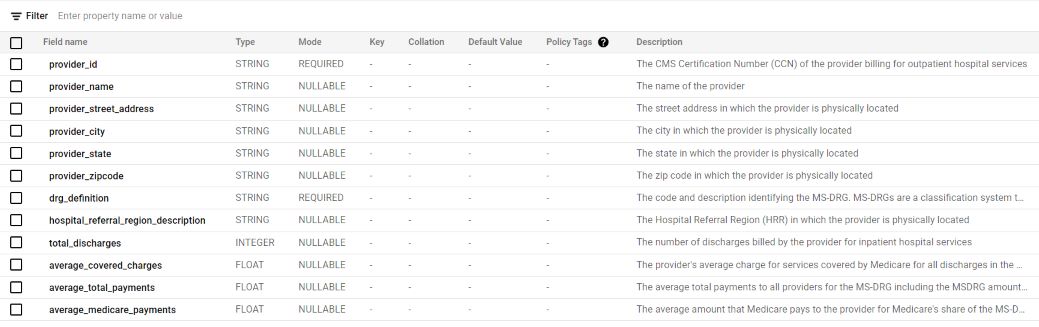 Filter Enter property name or value
Field name Type Mode Key Collation Default Value Policy Tags ? Description
provider_id STRING REQUIRED - - - - The CMS Certification Number (CCN) of the provider billing for outpatient hospital services
provider_name STRING NULLABLE - - - - The name of the provider
provider_street_address STRING NULLABLE - - - - The street address in which the provider is physically located
provider_city STRING NULLABLE - - - - The city in which the provider is physically located
provider_state STRING NULLABLE - - - - The state in which the provider is physically located
provider_zipcode STRING NULLABLE - - - - The zip code in which the provider is physically located
drg_definition STRING REQUIRED - - - - The code and description identifying the MS-DRG. MS-DRGs are a classification system t...
hospital_referral_region_description STRING NULLABLE - - - - The Hospital Referral Region (HRR) in which the provider is physically located
total_discharges INTEGER NULLABLE - - - - The number of discharges billed by the provider for inpatient hospital services
average_covered_charges FLOAT NULLABLE - - - - The provider's average charge for services covered by Medicare for all discharges in the ...
average_total_payments FLOAT NULLABLE - - - - The average total payments to all providers for the MS-DRG including the MSDRG amount...
average_medicare_payments FLOAT NULLABLE - - - - The average amount that Medicare pays to the provider for Medicare's share of the MS-D...